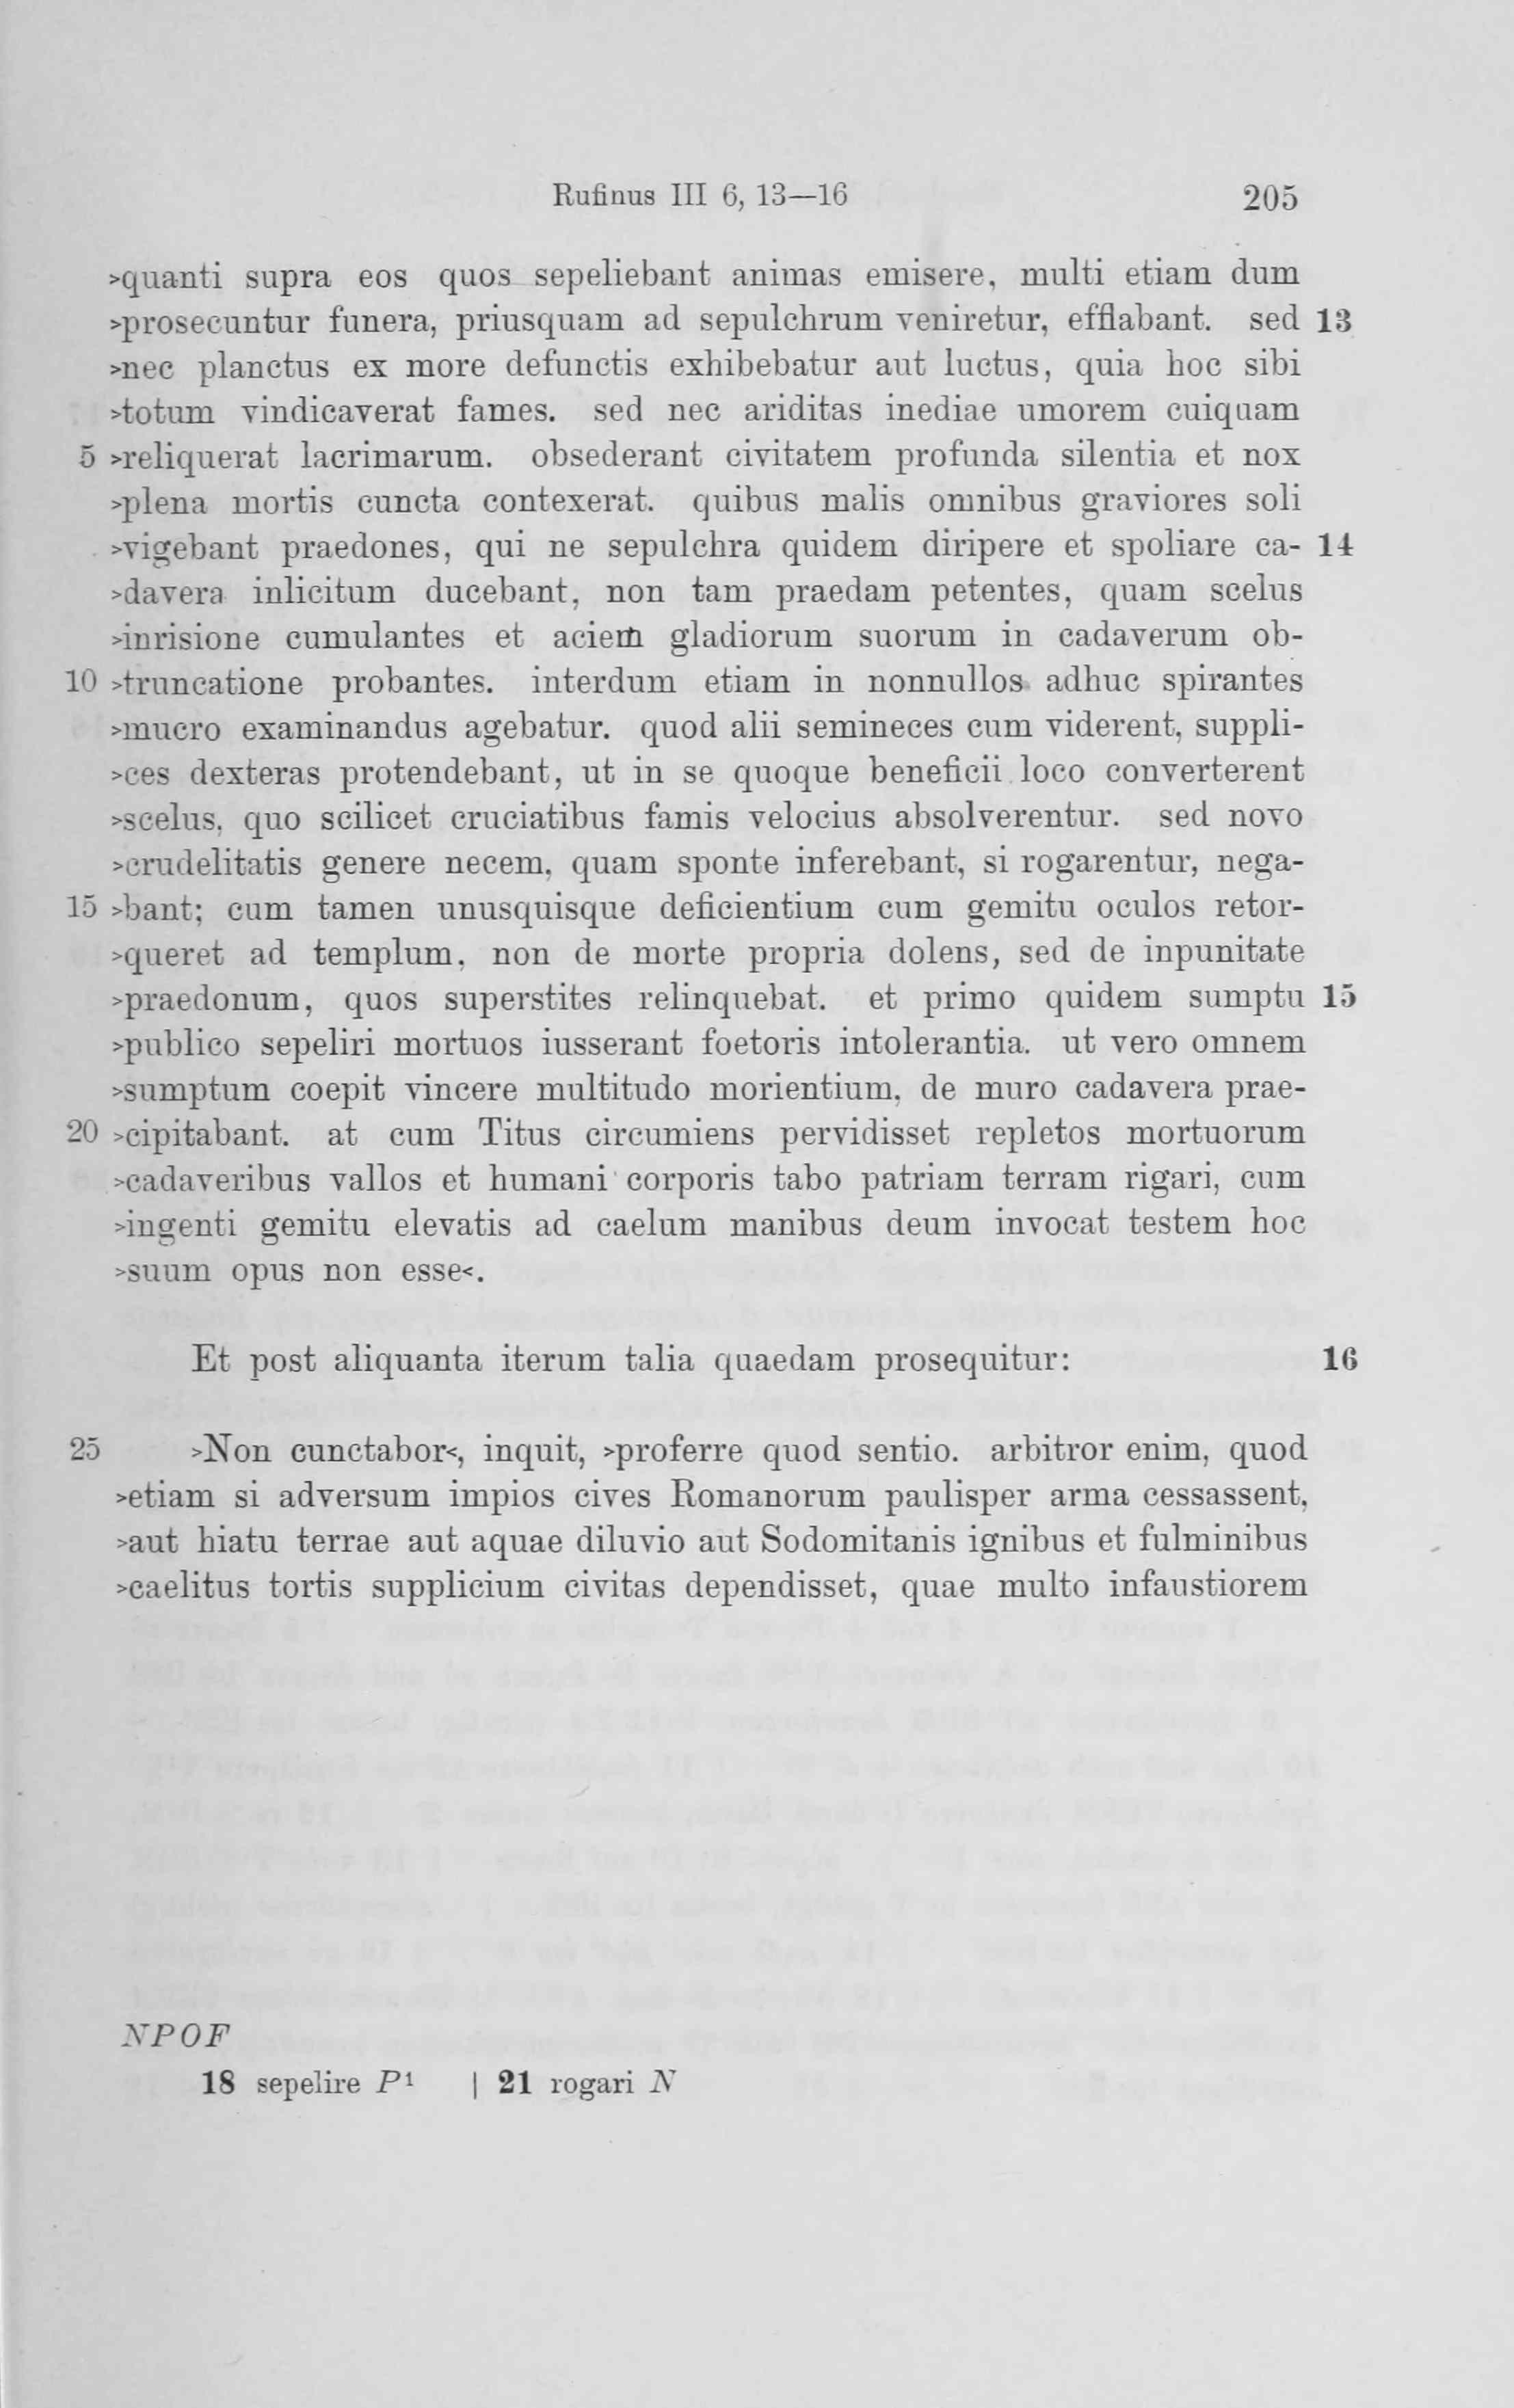 Rufinus III 6, 13—16 205
>quanti supra eos quos sepeliebant animas emisere, multi etiam dum
>prosecuntur funera, priusquam ad sepulchrum veniretur, efflabant. sed 13
>nec planctus ex more defunctis exhibebatur aut luctus, quia hoc sibi
>totum vindicaverat fames. sed nec ariditas inediae umorem cuiquam
5 >reliquerat lacrimarum. obsederant civitatem profunda silentia et nox
>plena mortis cuncta contexerat. quibus malis omnibus graviores soli
>vigebant praedones, qui ne sepulchra quidem diripere et spoliare ca- 14
>davera inlicitum ducebant, non tam praedam petentes, quam scelus
>inrisione cumulantes et aciem gladiorum suorum in cadaverum ob-
10 >truncatione probantes. interdum etiam in nonnullos adhuc spirantes
>mucro examinandus agebatur. quod alii semineces cum viderent, suppli-
>ces dexteras protendebant, ut in se quoque beneficii loco converterent
>scelus, quo scilicet cruciatibus famis velocius absolverentur. sed novo
>crudelitatis genere necem, quam sponte inferebant, si rogarentur, nega-
15 >bant; cum tamen unusquisque deficientium cum gemitu oculos retor-
>queret ad templum, non de morte propria dolens, sed de inpunitate
>praedonum, quos superstites relinquebat. et primo quidem sumptu 15
>publico sepeliri mortuos iusserant foetoris intolerantia. ut vero omnem
>sumptum coepit vincere multitudo morientium, de muro cadavera prae-
20 >cipitabant. at cum Titus circumiens pervidisset repletos mortuorum
>cadaveribus vallos et humani corporis tabo patriam terram rigari, cum
>ingenti gemitu elevatis ad caelum manibus deum invocat testem hoc
>suum opus non esse<.
Et post aliquanta iterum talia quaedam prosequitur: 16
25 >Non cunctabor<, inquit, >proferre quod sentio. arbitror enim, quod
>etiam si adversum impios cives Romanorum paulisper arma cessassent,
>aut hiatu terrae aut aquae diluvio aut Sodomitanis ignibus et fulminibus
>caelitus tortis supplicium civitas dependisset, quae multo infaustiorem
NPOF
18 sepelire P¹ | 21 rogari N